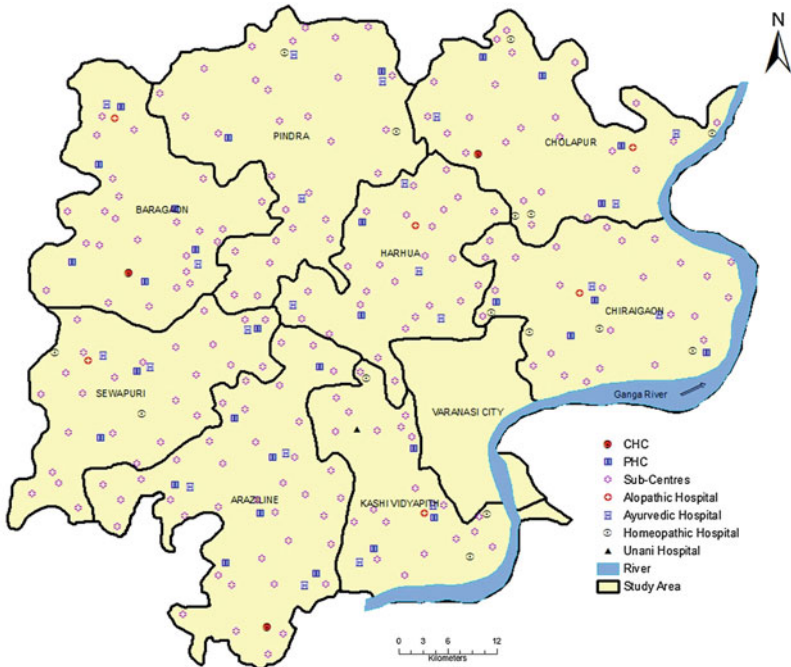 N
PINDRA
CHOLAPUR
BARAGAON
HARHUA
CHIRAIGAON
SEWAPURI
VARANASI CITY
Ganga River
ARAZILINE
KASHI VIDYAPITH
CHC
PHC
Sub-Centres
Alopathic Hospital
Ayurvedic Hospital
Homeopathic Hospital
Unani Hospital
River
Study Area
0 3 6 12
Kilometers